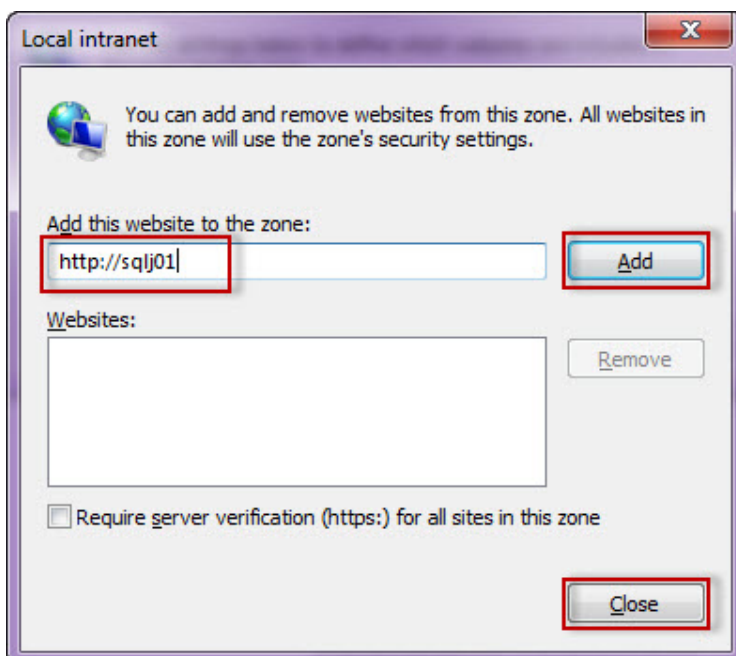 Local intranet
You can add and remove websites from this zone. All websites in
this zone will use the zone's security settings.
Add this website to the zone:
http://sqlj01
Add
Websites:
Remove
Require server verification (https:) for all sites in this zone
Close